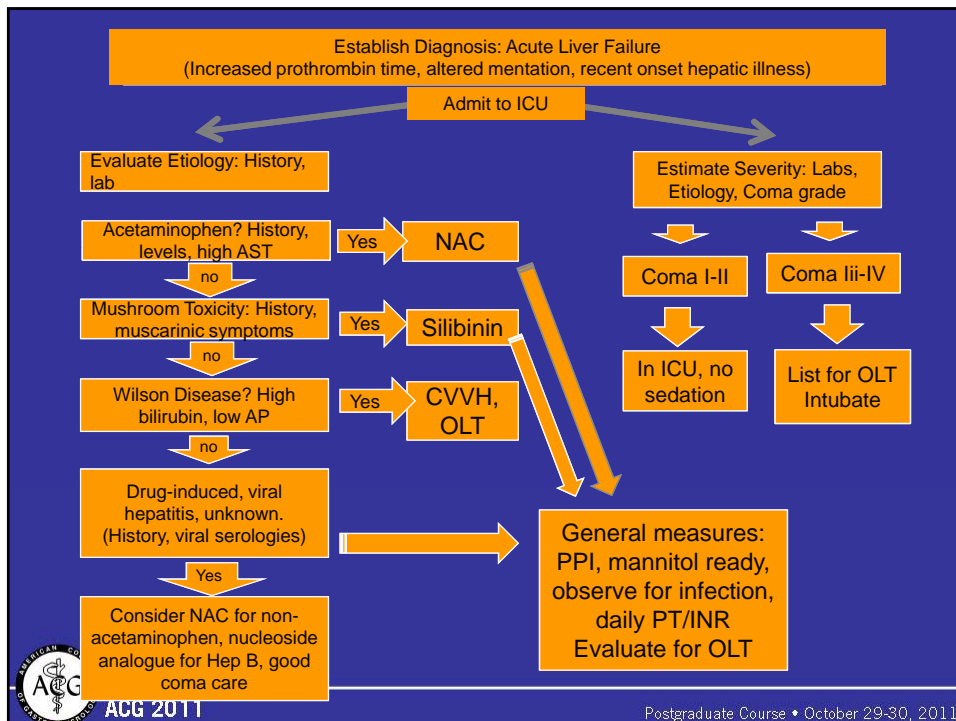 Establish Diagnosis: Acute Liver Failure
(Increased prothrombin time, altered mentation, recent onset hepatic illness)
Admit to ICU
Evaluate Etiology: History,
lab
Estimate Severity: Labs,
Etiology, Coma grade
Acetaminophen? History,
levels, high AST
Yes
NAC
no
Mushroom Toxicity: History,
muscarinic symptoms
Yes
Silibinin
no
Wilson Disease? High
bilirubin, low AP
Yes
CVVH,
OLT
no
Drug-induced, viral
hepatitis, unknown.
(History, viral serologies)
Yes
Consider NAC for non-
acetaminophen, nucleoside
analogue for Hep B, good
coma care
Coma I-II
Coma Iii-IV
In ICU, no
sedation
List for OLT
Intubate
General measures:
PPI, mannitol ready,
observe for infection,
daily PT/INR
Evaluate for OLT
ACG
ACG 2011
Postgraduate Course • October 29-30, 2011